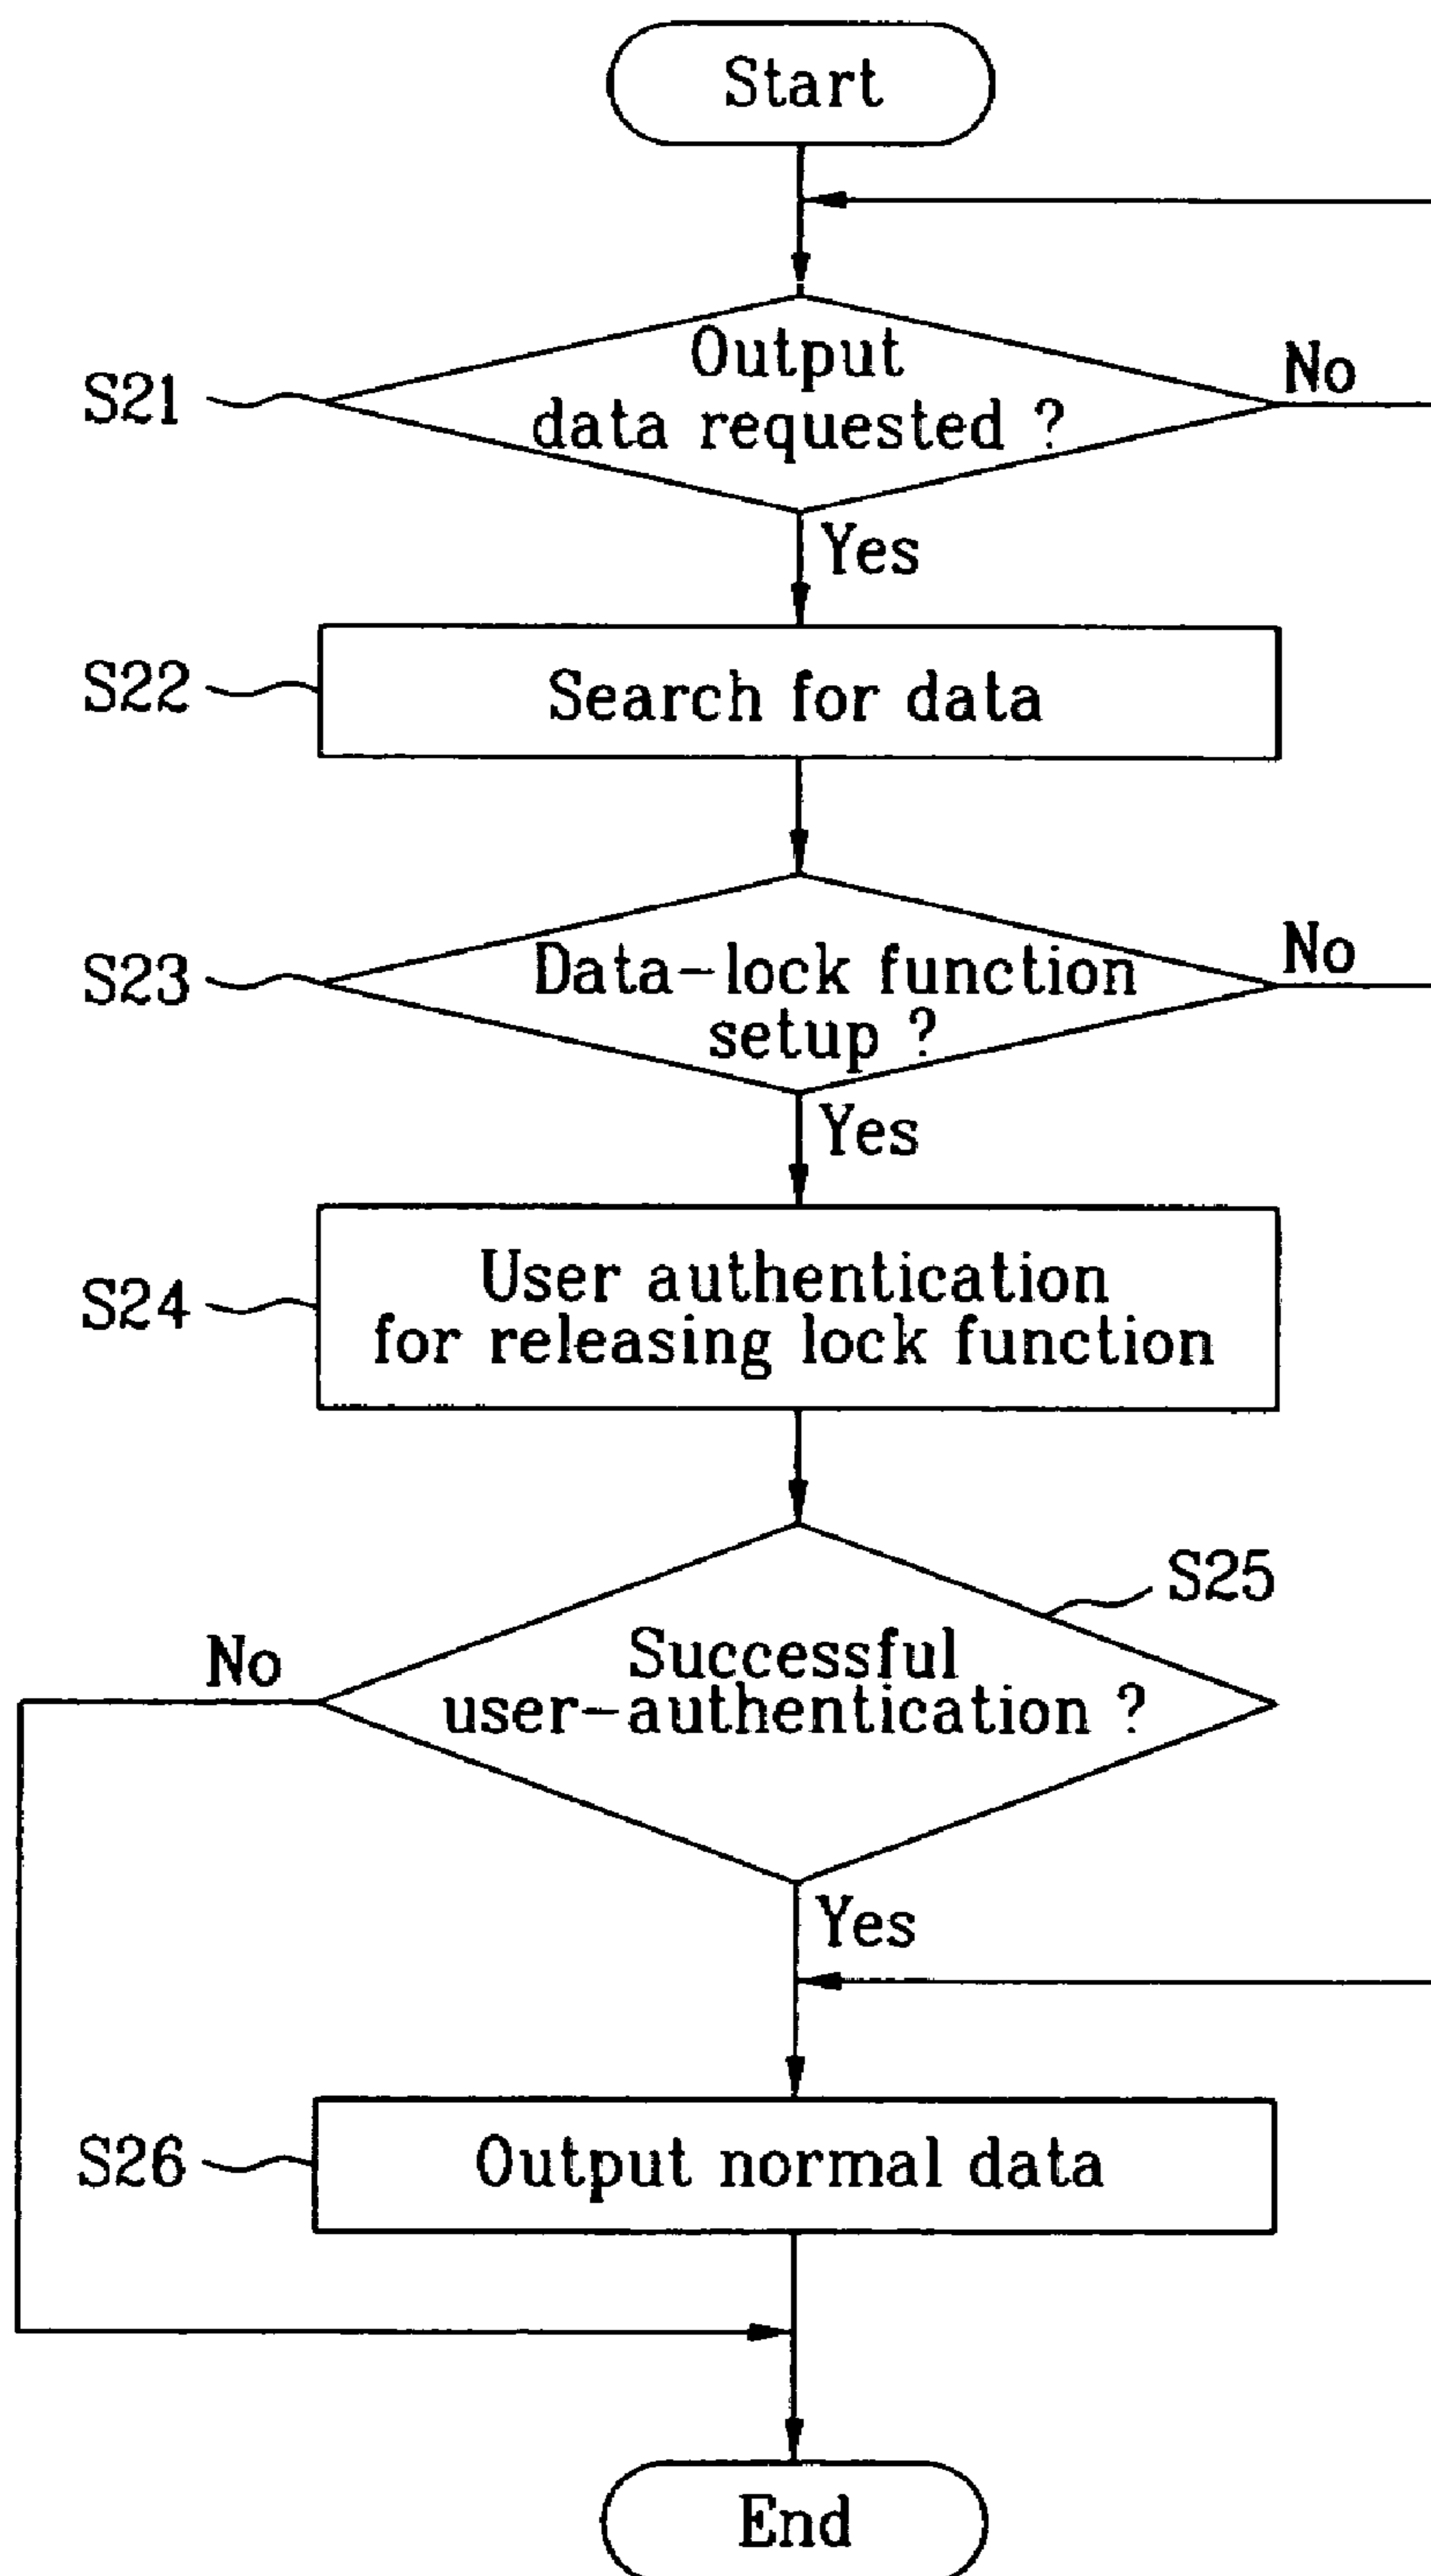 Start
Output
data requested ?
No
S21
Yes
S22
Search for data
S23
Data-lock function
setup ?
No
Yes
S24
User authentication
for releasing lock function
S25
No
Successful
user-authentication ?
Yes
S26
Output normal data
End